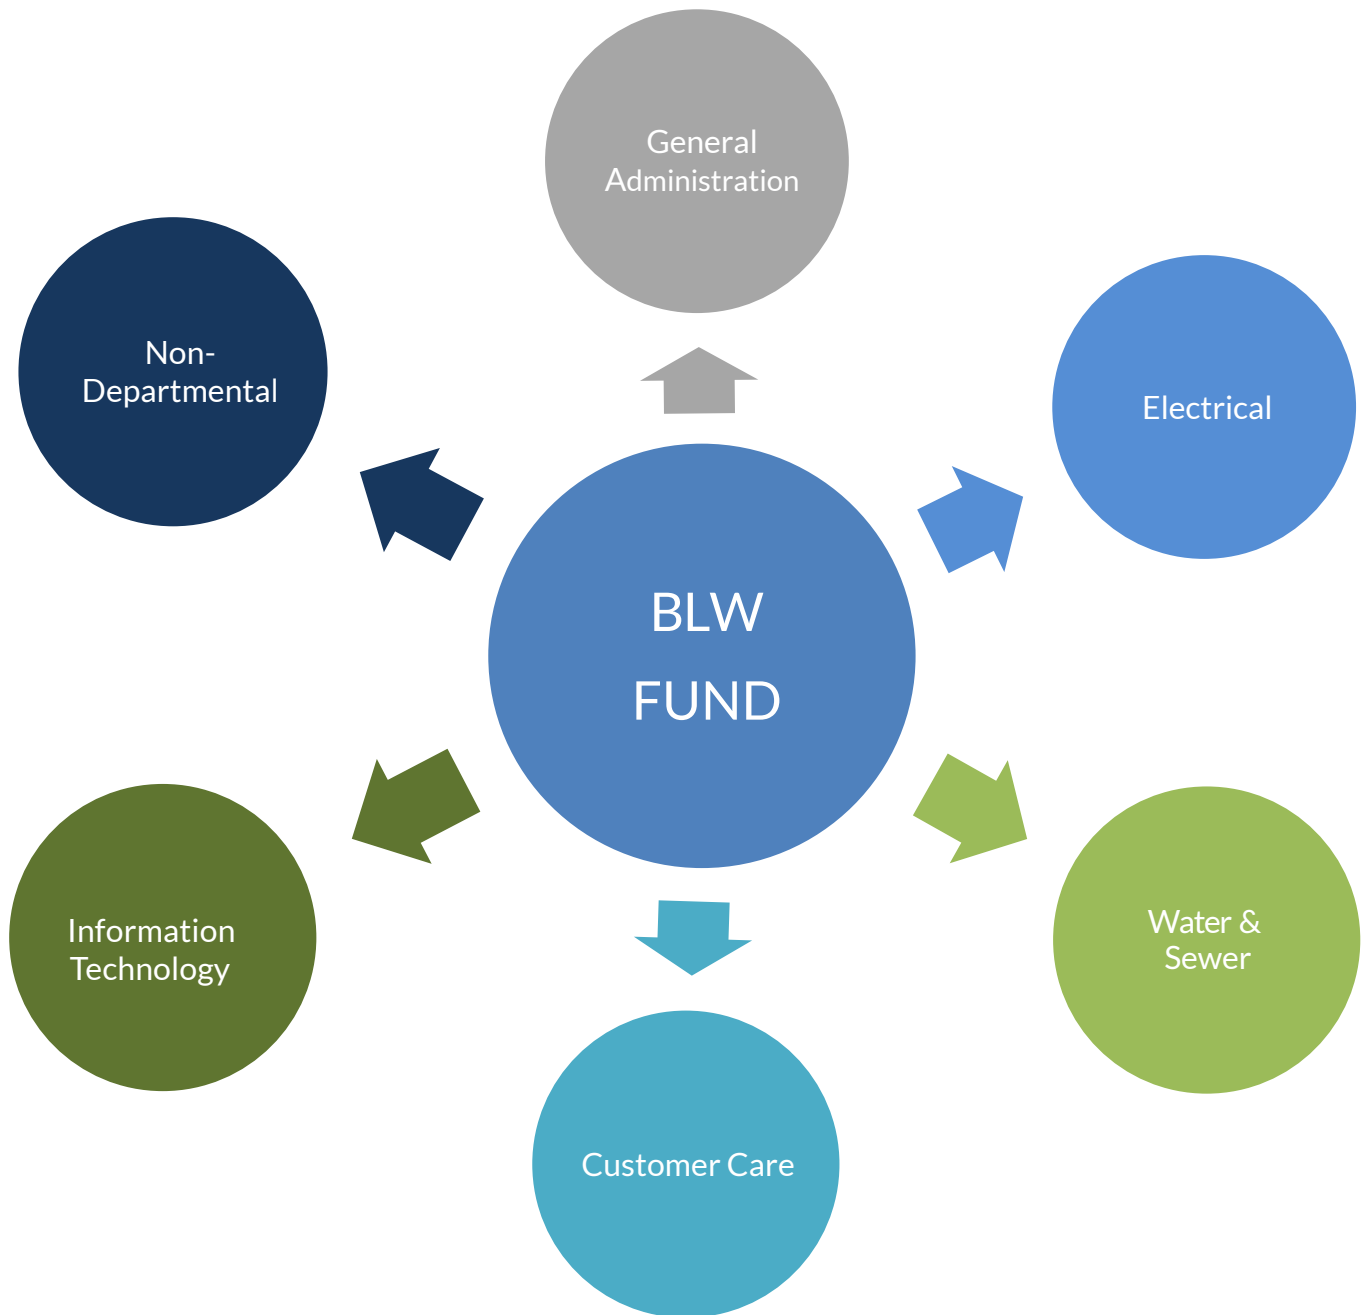 General
Administration
Non-
Departmental
Electrical
BLW
FUND
Information
Technology
Water &
Sewer
Customer Care